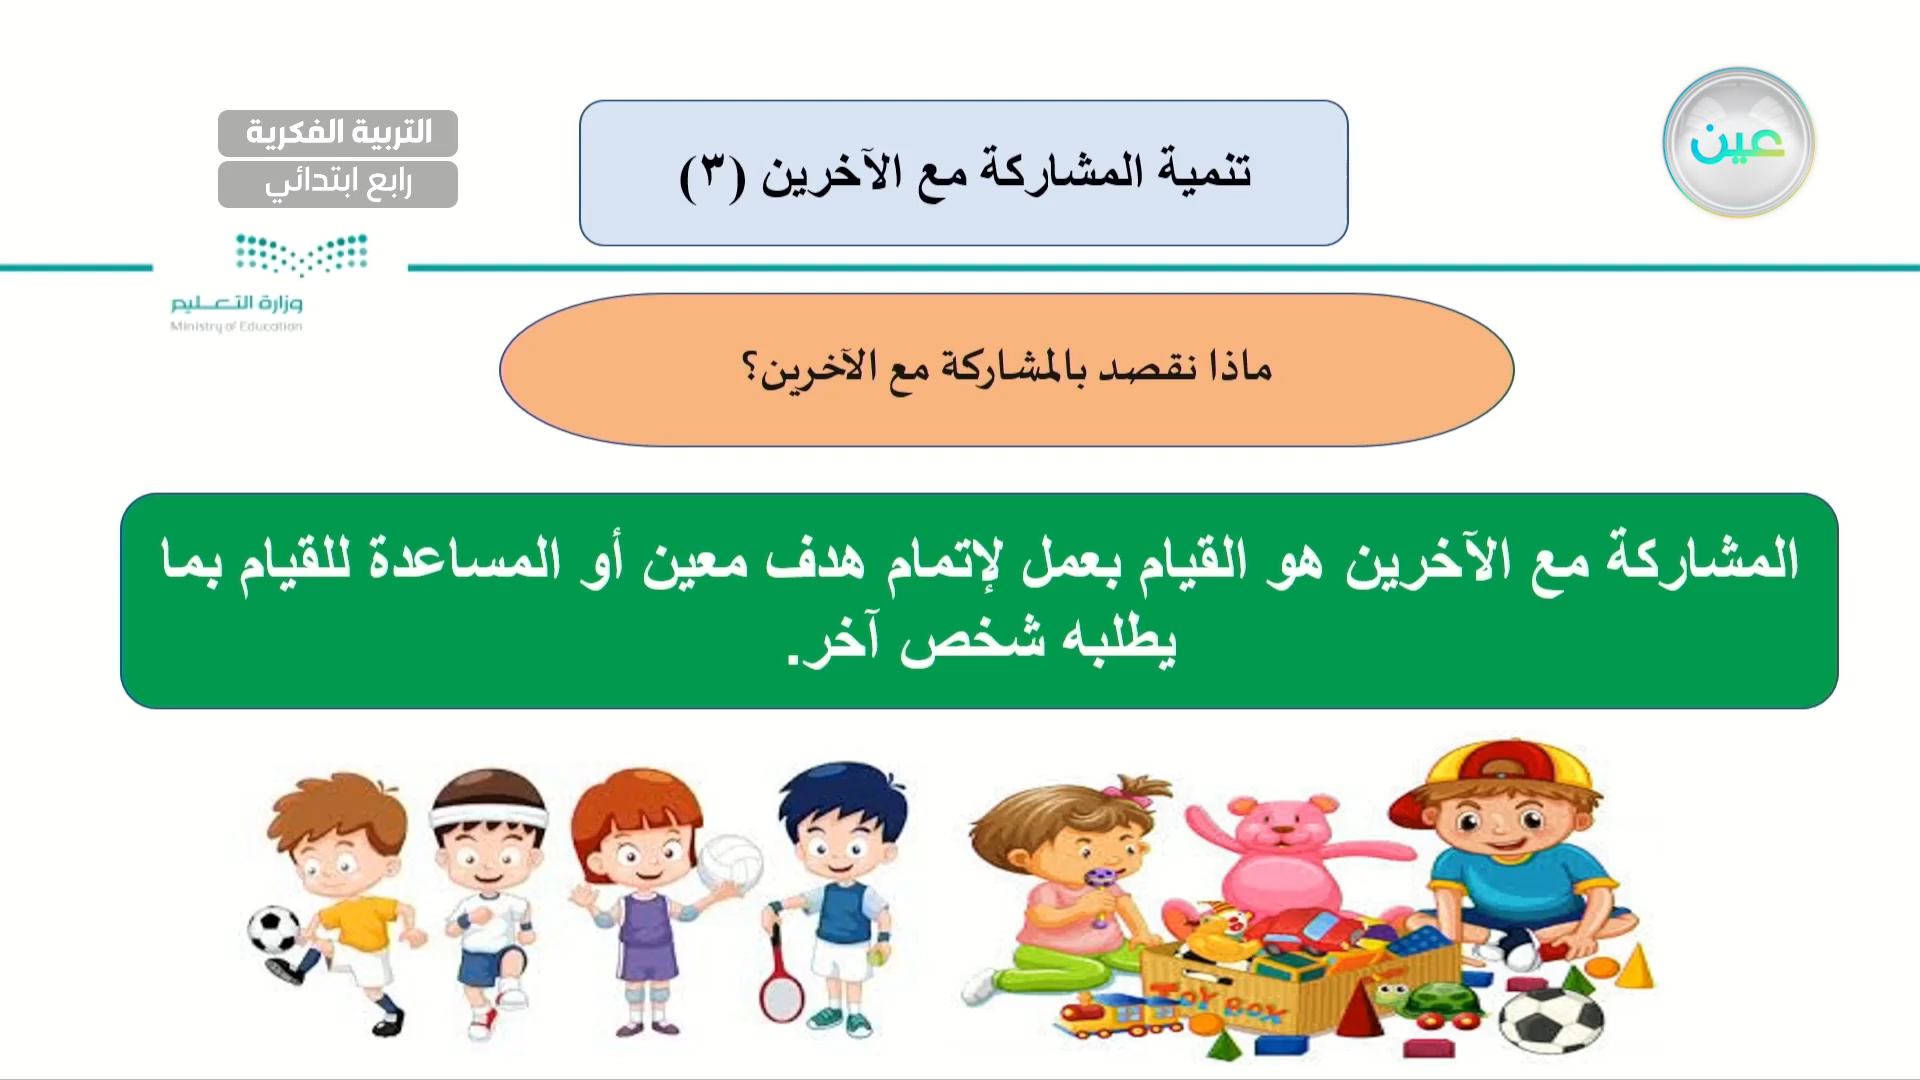 عين
تنمية المشاركة مع الآخرين (٣)
التربية الفكرية
رابع ابتدائي
وزارة التعليم
Ministry of Education
ماذا نقصد بالمشاركة مع الآخرين؟
المشاركة مع الآخرين هو القيام بعمل لإتمام هدف معين أو المساعدة للقيام بما
يطلبه شخص آخر.
TOY BOX